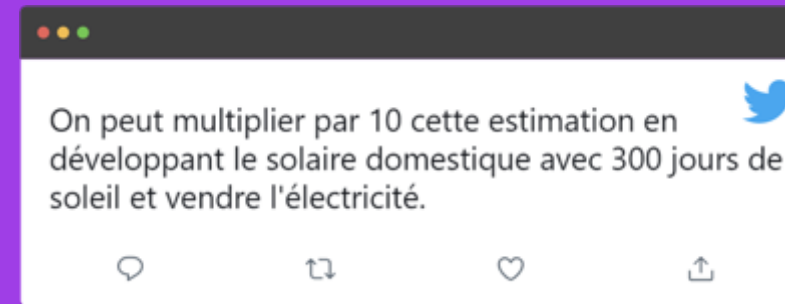 On peut multiplier par 10 cette estimation en
développant le solaire domestique avec 300 jours de
soleil et vendre l'électricité.